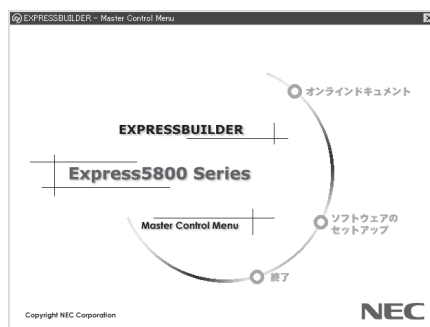 EXPRESSBUILDER - Master Control Menu
オンラインドキュメント
EXPRESSBUILDER
Express5800 Series
Master Control Menu
ソフトウェアの
セットアップ
終了
Copyright NEC Corporation
NEC